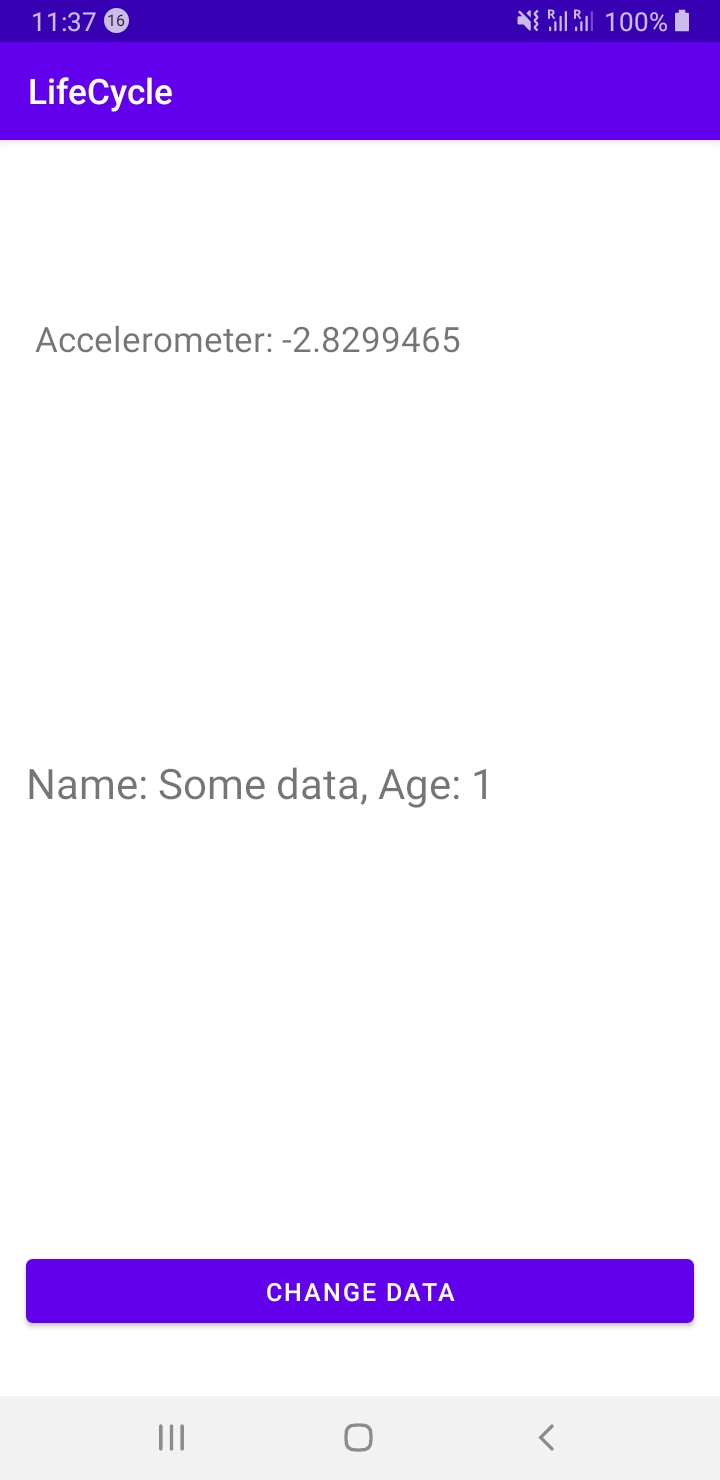 11:37 16 R R 100%
LifeCycle
Accelerometer: -2.8299465
Name: Some data, Age: 1
CHANGE DATA